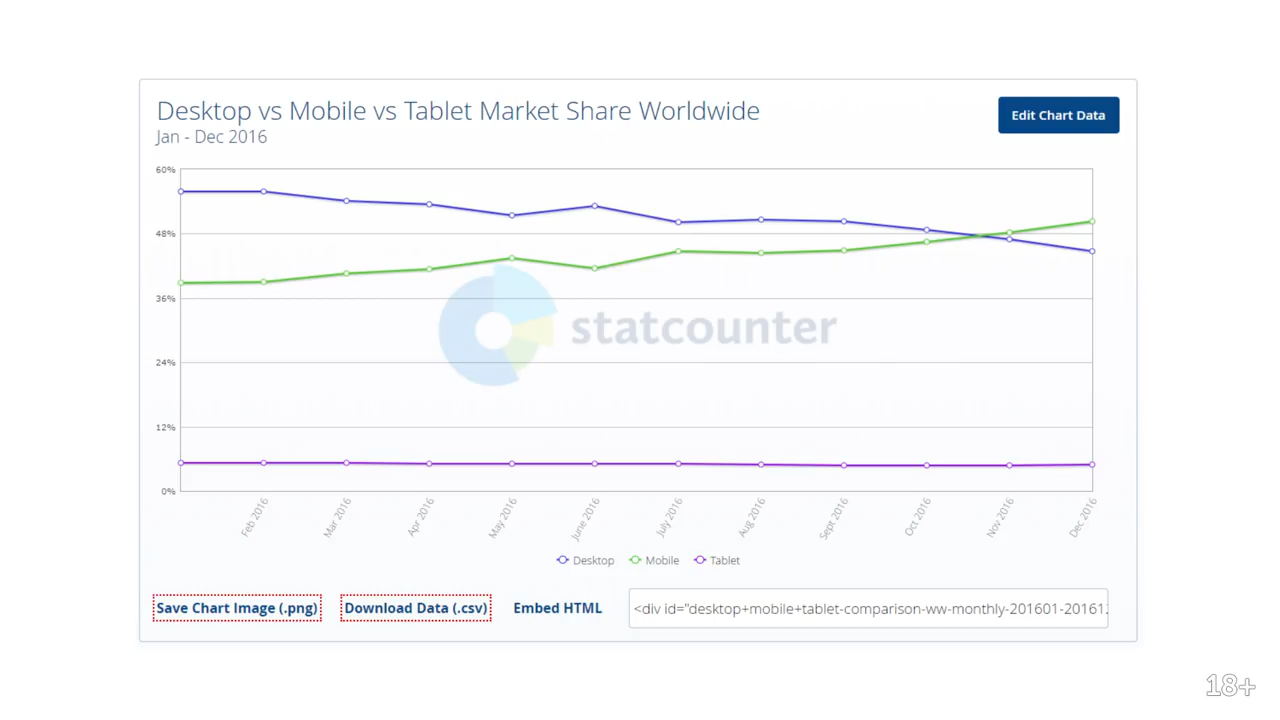 Desktop vs Mobile vs Tablet Market Share Worldwide
Jan - Dec 2016
Edit Chart Data
60%
48%
36%
24%
12%
0%
statcounter
Feb 2016
Mar 2016
Apr 2016
May 2016
June 2016
July 2016
Aug 2016
Sept 2016
Oct 2016
Nov 2016
Dec 2016
Desktop Mobile Tablet
Save Chart Image (.png) Download Data (.csv) Embed HTML <div id="desktop+mobile+tablet-comparison-ww-monthly-201601-20161
18+